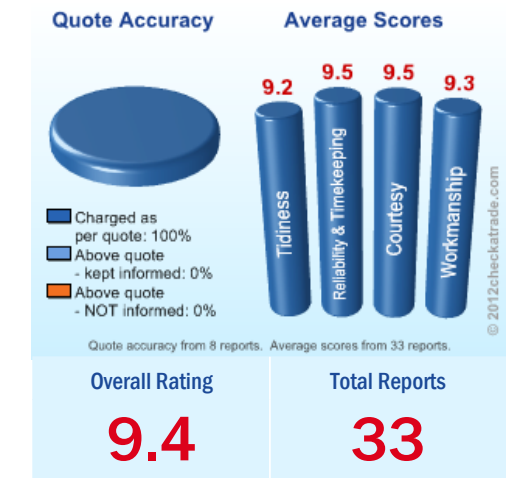 Quote Accuracy
Average Scores
9.2
9.5
9.5
9.3
Tidiness
Reliability & Timekeeping
Courtesy
Workmanship
Charged as
per quote: 100%
Above quote
- kept informed: 0%
Above quote
- NOT informed: 0%
© 2012checkatrade.com
Quote accuracy from 8 reports. Average scores from 33 reports.
Overall Rating
Total Reports
9.4
33